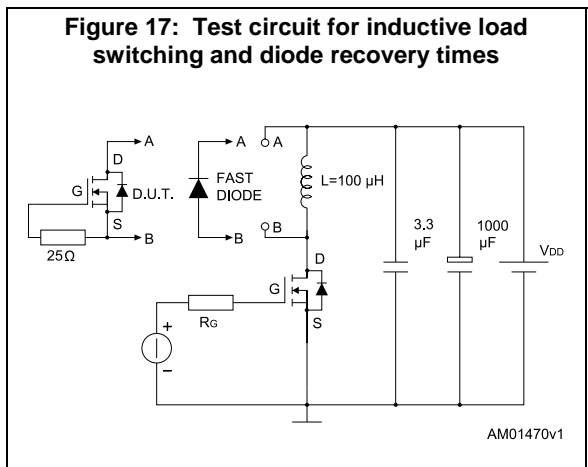 Figure 17: Test circuit for inductive load
switching and diode recovery times
A
D
G
D.U.T.
S
B
25Ω
A
FAST
DIODE
B
A
L=100 µH
B
3.3
µF
1000
µF
VDD
D
G
S
RG
+
-
AM01470v1